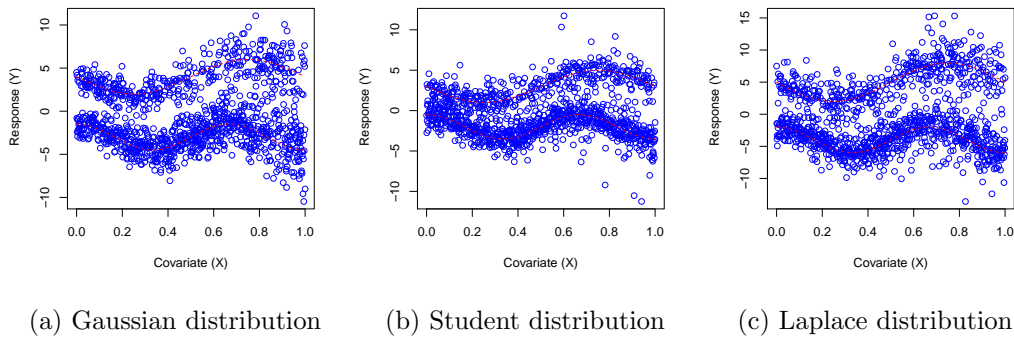 10
5
0
−5
−10
Response (Y)
0.0 0.2 0.4 0.6 0.8 1.0
Covariate (X)
(a) Gaussian distribution
10
5
0
−5
−10
Response (Y)
0.0 0.2 0.4 0.6 0.8 1.0
Covariate (X)
(b) Student distribution
15
10
5
0
−5
−10
Response (Y)
0.0 0.2 0.4 0.6 0.8 1.0
Covariate (X)
(c) Laplace distribution